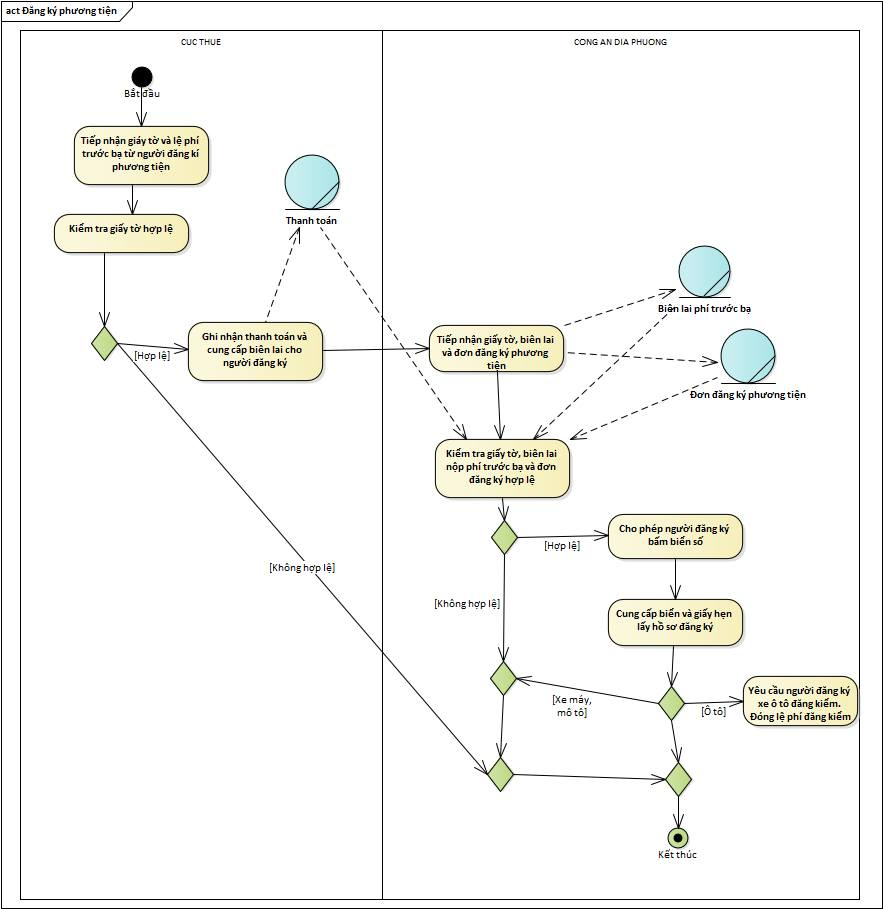 act Đăng ký phương tiện
CUC THUE
CONG AN DIA PHUONG
Bắt đầu
Tiếp nhận giáy tờ và lệ phí
trước bạ từ người đăng kí
phương tiện
Kiểm tra giấy tờ hợp lệ
Thanh toán
Biên lai phí trước bạ
[Hợp lệ]
Ghi nhận thanh toán và
cung cấp biên lai cho
người đăng ký
Tiếp nhận giấy tờ, biên lai
và đơn đăng ký phương
tiên
Đơn đăng ký phương tiện
Kiểm tra giấy tờ, biên lai
nộp phí trước bạ và đơn
đăng ký hợp lệ
[Hợp lệ]
Cho phép người đăng ký
bấm biển số
[Không hợp lệ]
[Không hợp lệ]
Cung cấp biển và giấy hẹn
lấy hồ sơ đăng ký
[Xe máy,
mô tô]
[Ô tô]
Yêu cầu người đăng ký
xe ô tô đăng kiểm.
Đóng lệ phí đăng kiểm
Kết thúc